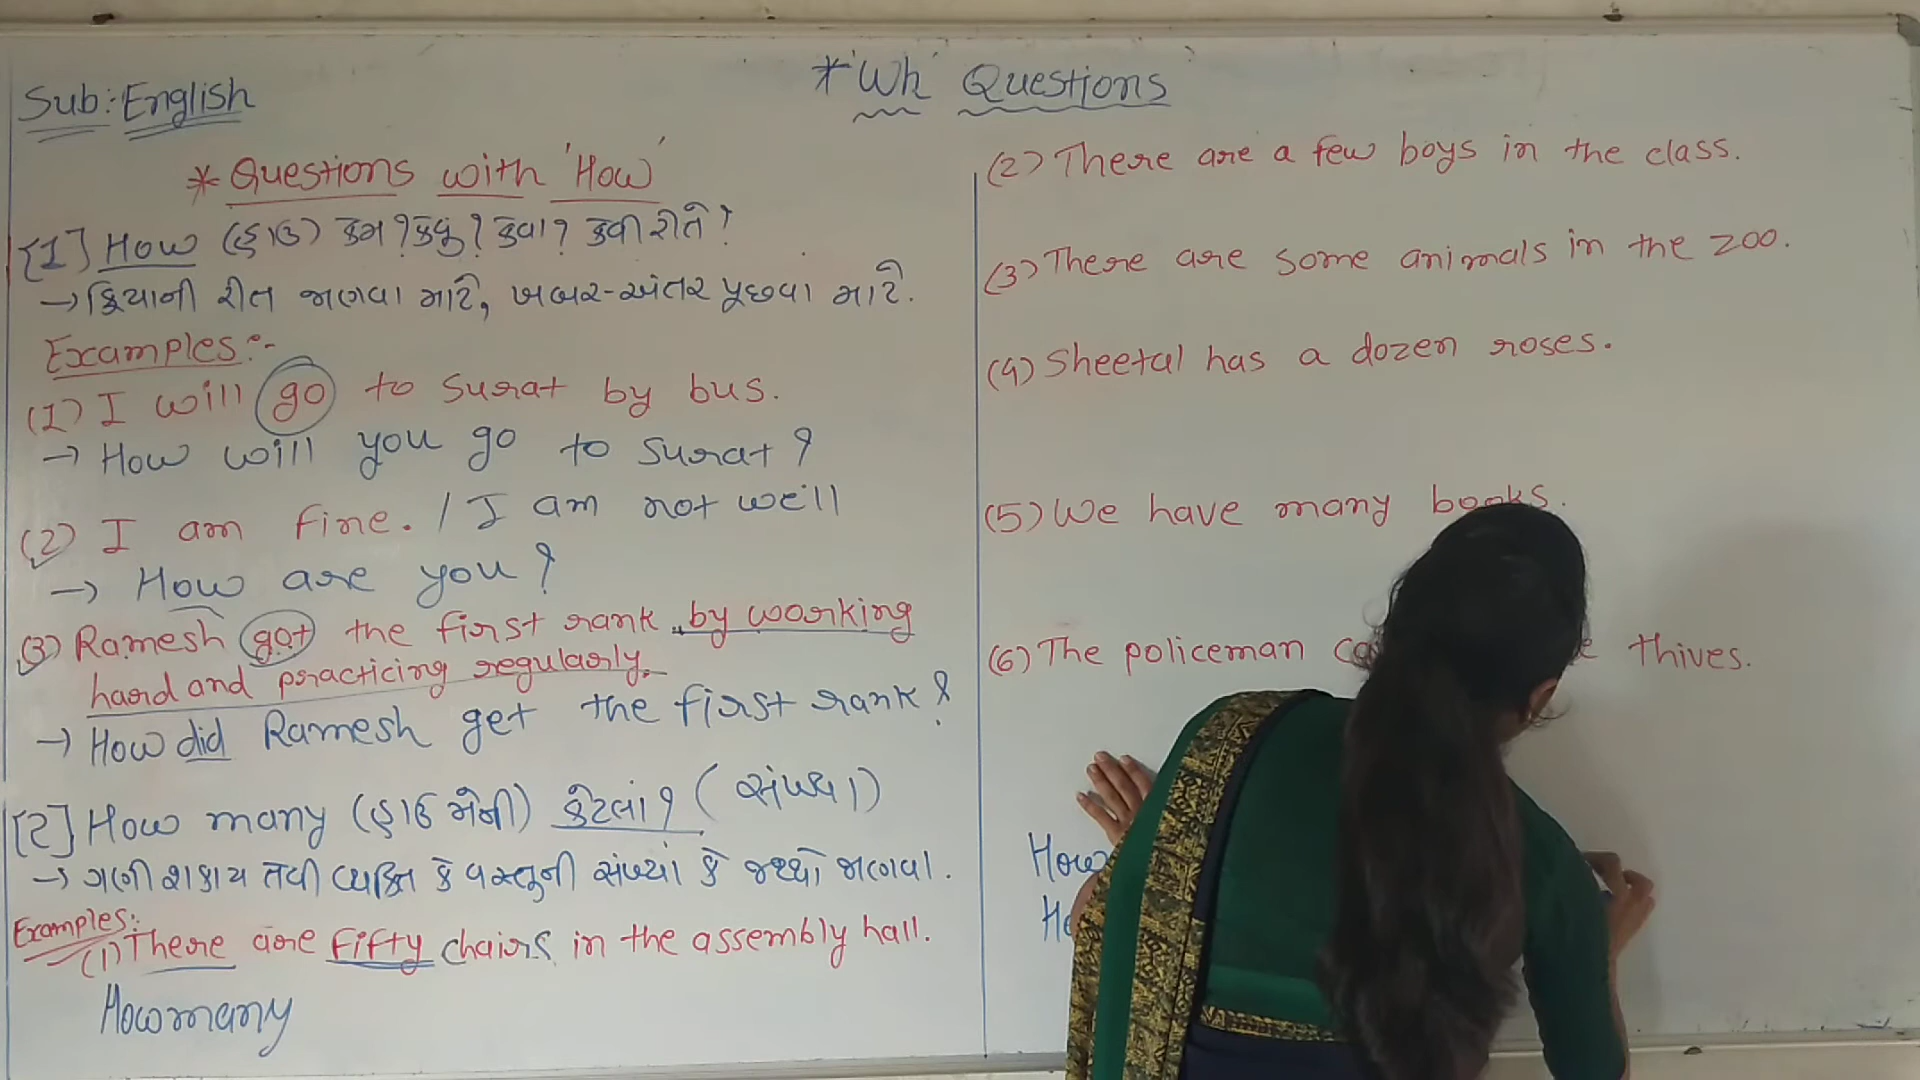 Sub: English
* 'Wh' Questions
* Questions with 'How'
[1] How (હાઉ) કેમ? કેવું? કેવા? કેવી રીતે?
→ ક્રિયાની રીત જાણવા માટે, ખબર-અંતર પૂછવા માટે.
Examples:-
(1) I will go to Surat by bus.
→ How will you go to Surat?
(2) I am fine. / I am not well
→ How are you?
(3) Ramesh got the first rank by working
hard and practicing regularly.
→ How did Ramesh get the first rank?
[2] How many (હાઉ મેની) કેટલાં? (સંખ્યા)
→ ગણી શકાય તેવી વ્યક્તિ કે વસ્તુની સંખ્યા કે જથ્થો જાણવા.
Examples:
(1) There are fifty chairs in the assembly hall.
How many
(2) There are a few boys in the class.
(3) There are some animals in the zoo.
(4) Sheetal has a dozen roses.
(5) We have many books.
(6) The policeman thives.
How